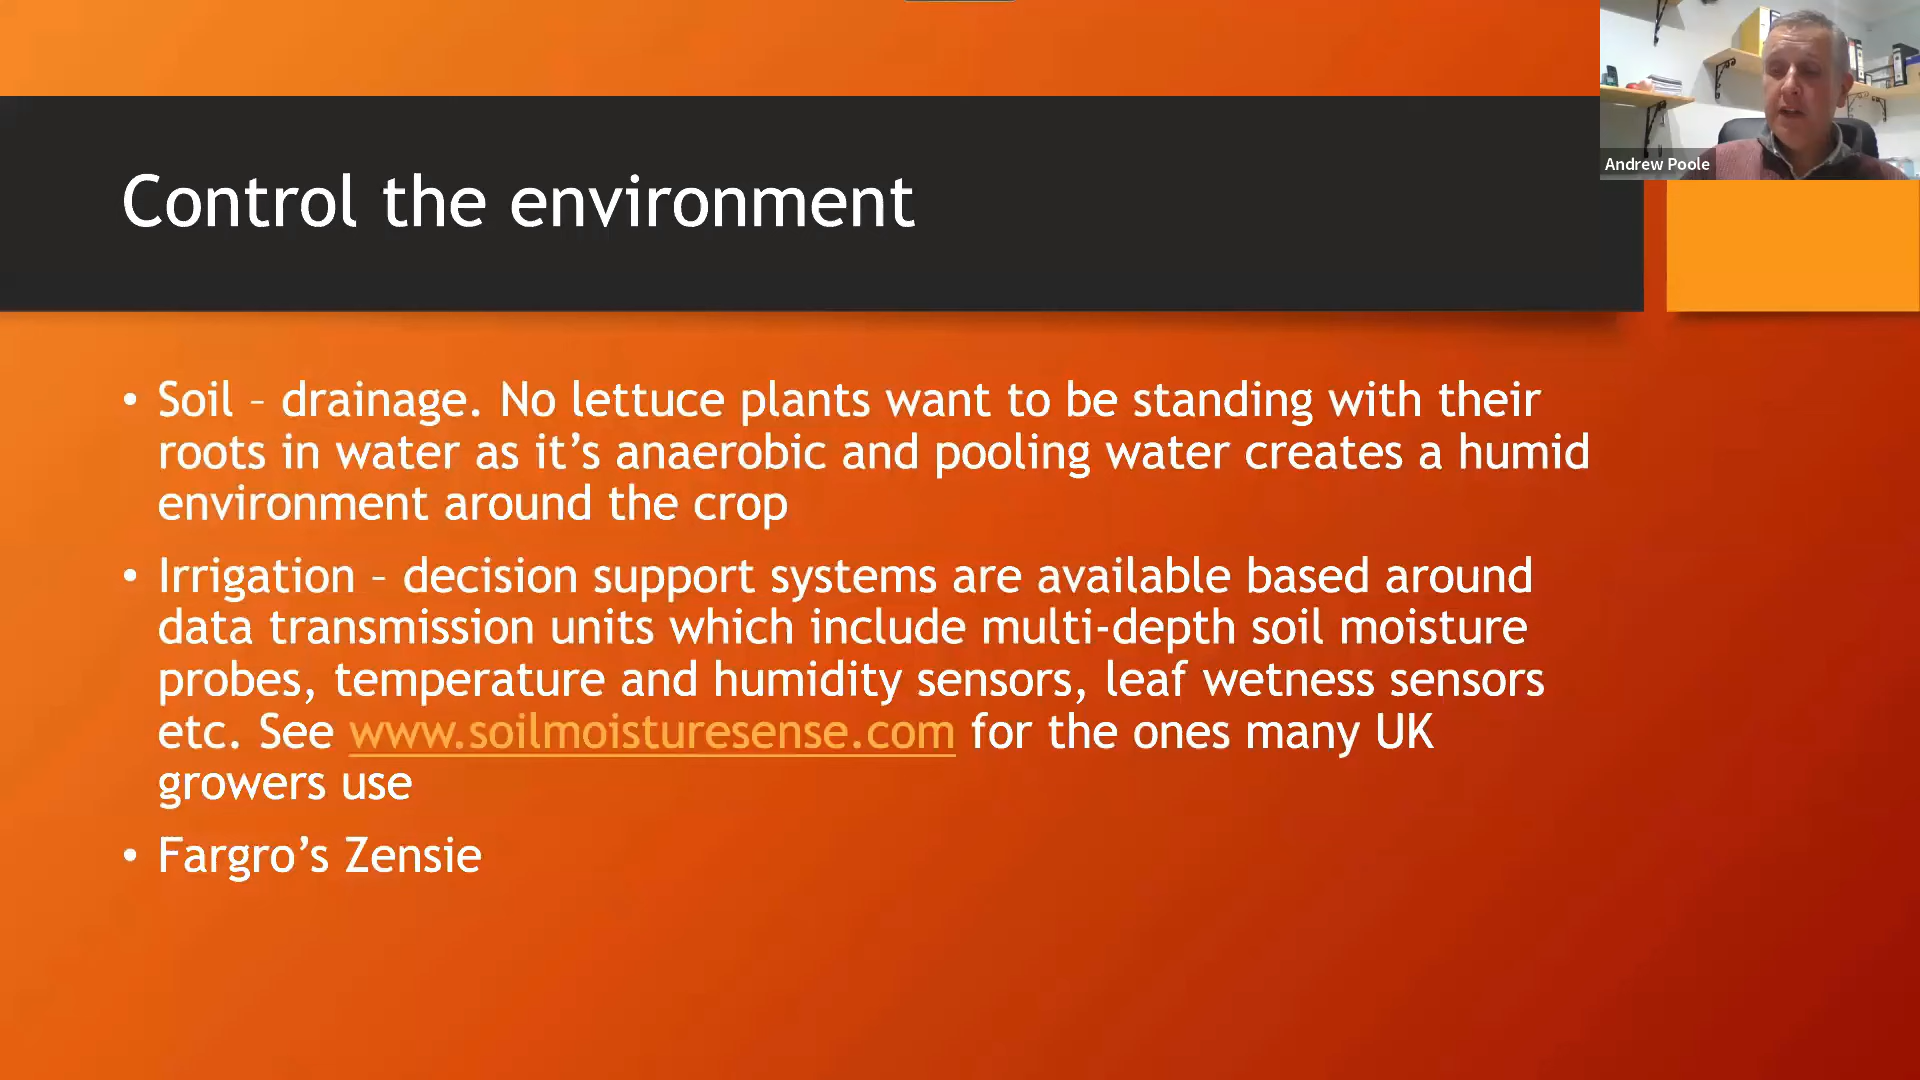 Andrew Poole
Control the environment
• Soil – drainage. No lettuce plants want to be standing with their
roots in water as it’s anaerobic and pooling water creates a humid
environment around the crop
• Irrigation – decision support systems are available based around
data transmission units which include multi-depth soil moisture
probes, temperature and humidity sensors, leaf wetness sensors
etc. See www.soilmoisturesense.com for the ones many UK
growers use
• Fargro’s Zensie